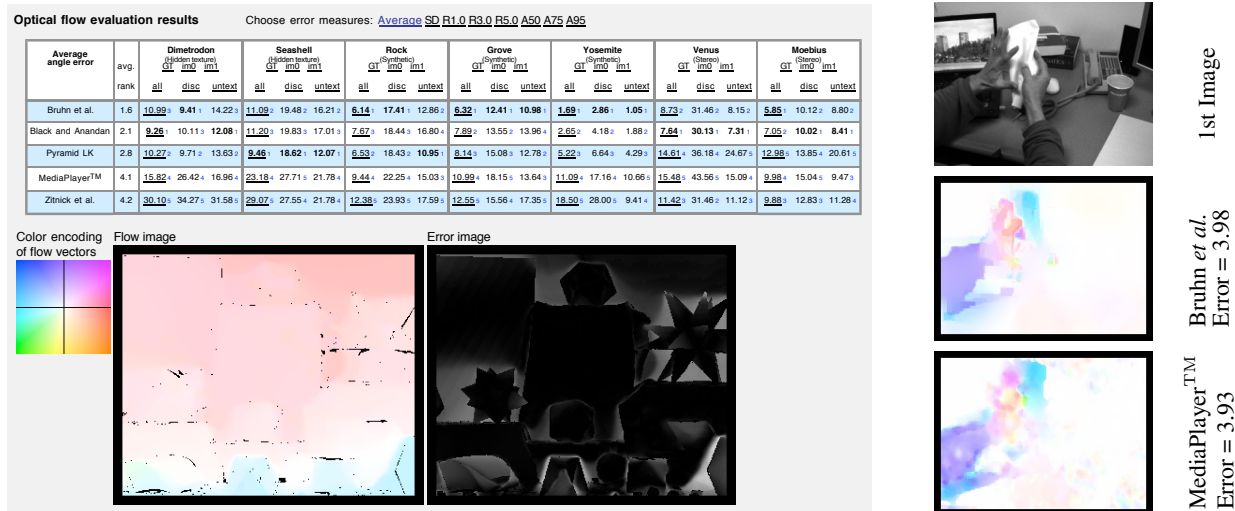 Optical flow evaluation results Choose error measures: Average SD R1.0 R3.0 R5.0 A50 A75 A95
Average angle error avg. rank Dimetrodon (Hidden texture) GT im0 im1 all disc untext Seashell (Hidden texture) GT im0 im1 all disc untext Rock (Synthetic) GT im0 im1 all disc untext Grove (Synthetic) GT im0 im1 all disc untext Yosemite (Synthetic) GT im0 im1 all disc untext Venus (Stereo) GT im0 im1 all disc untext Moebius (Stereo) GT im0 im1 all disc untext
Bruhn et al. 1.6 10.99 3 9.41 1 14.22 3 11.09 2 19.48 2 16.21 2 6.14 1 17.41 1 12.86 2 6.32 1 12.41 1 10.98 1 1.69 1 2.86 1 1.05 1 8.73 2 31.46 2 8.15 2 5.85 1 10.12 2 8.80 2
Black and Anandan 2.1 9.26 1 10.11 3 12.08 1 11.20 3 19.83 3 17.01 3 7.67 3 18.44 3 16.80 4 7.89 2 13.55 2 13.96 4 2.65 2 4.18 2 1.88 2 7.64 1 30.13 1 7.31 1 7.05 2 10.02 1 8.41 1
Pyramid LK 2.8 10.27 2 9.71 2 13.63 2 9.46 1 18.62 1 12.07 1 6.53 2 18.43 2 10.95 1 8.14 3 15.08 3 12.78 2 5.22 3 6.64 3 4.29 3 14.61 4 36.18 4 24.67 5 12.98 5 13.85 4 20.61 5
MediaPlayer™ 4.1 15.82 4 26.42 4 16.96 4 23.18 4 27.71 5 21.78 4 9.44 4 22.25 4 15.03 3 10.99 4 18.15 5 13.64 3 11.09 4 17.16 4 10.66 5 15.48 5 43.56 5 15.09 4 9.98 4 15.04 5 9.47 3
Zitnick et al. 4.2 30.10 5 34.27 5 31.58 5 29.07 5 27.55 4 21.78 4 12.38 5 23.93 5 17.59 5 12.55 5 15.56 4 17.35 5 18.50 5 28.00 5 9.41 4 11.42 3 31.46 2 11.12 3 9.88 3 12.83 3 11.28 4
Color encoding
of flow vectors
Flow image
Error image
1st Image
Bruhn et al.
Error = 3.98
MediaPlayer™
Error = 3.93